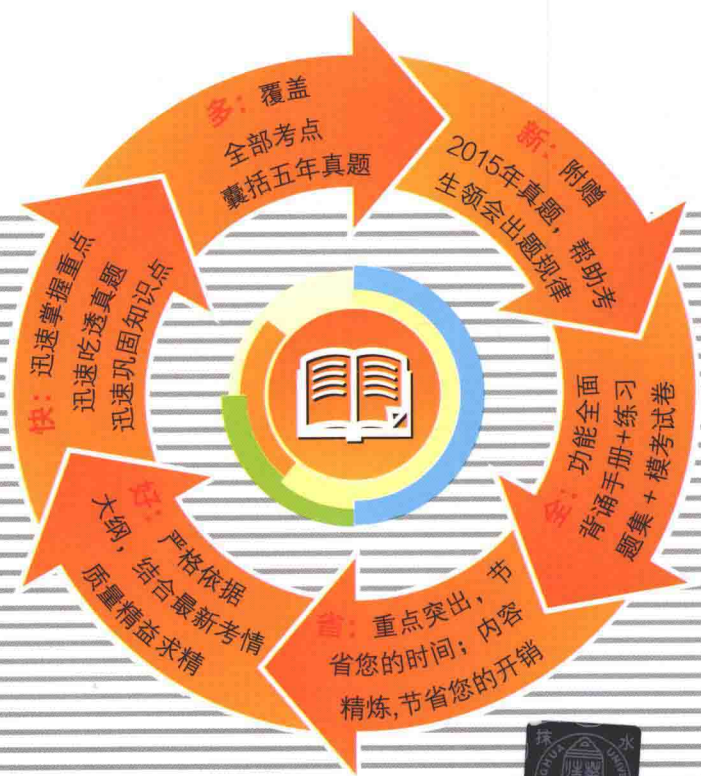 多：覆盖
全部考点
囊括五年真题
新：附赠
2015年真题，帮助考
生领会出题规律
全：功能全面
背诵手册+练习
题集+模考试卷
省：重点突出，节
省您的时间；内容
精炼,节省您的开销
好：严格依据
大纲，结合最新考情
质量精益求精
快：迅速掌握重点
迅速吃透真题
迅速巩固知识点
抹 水